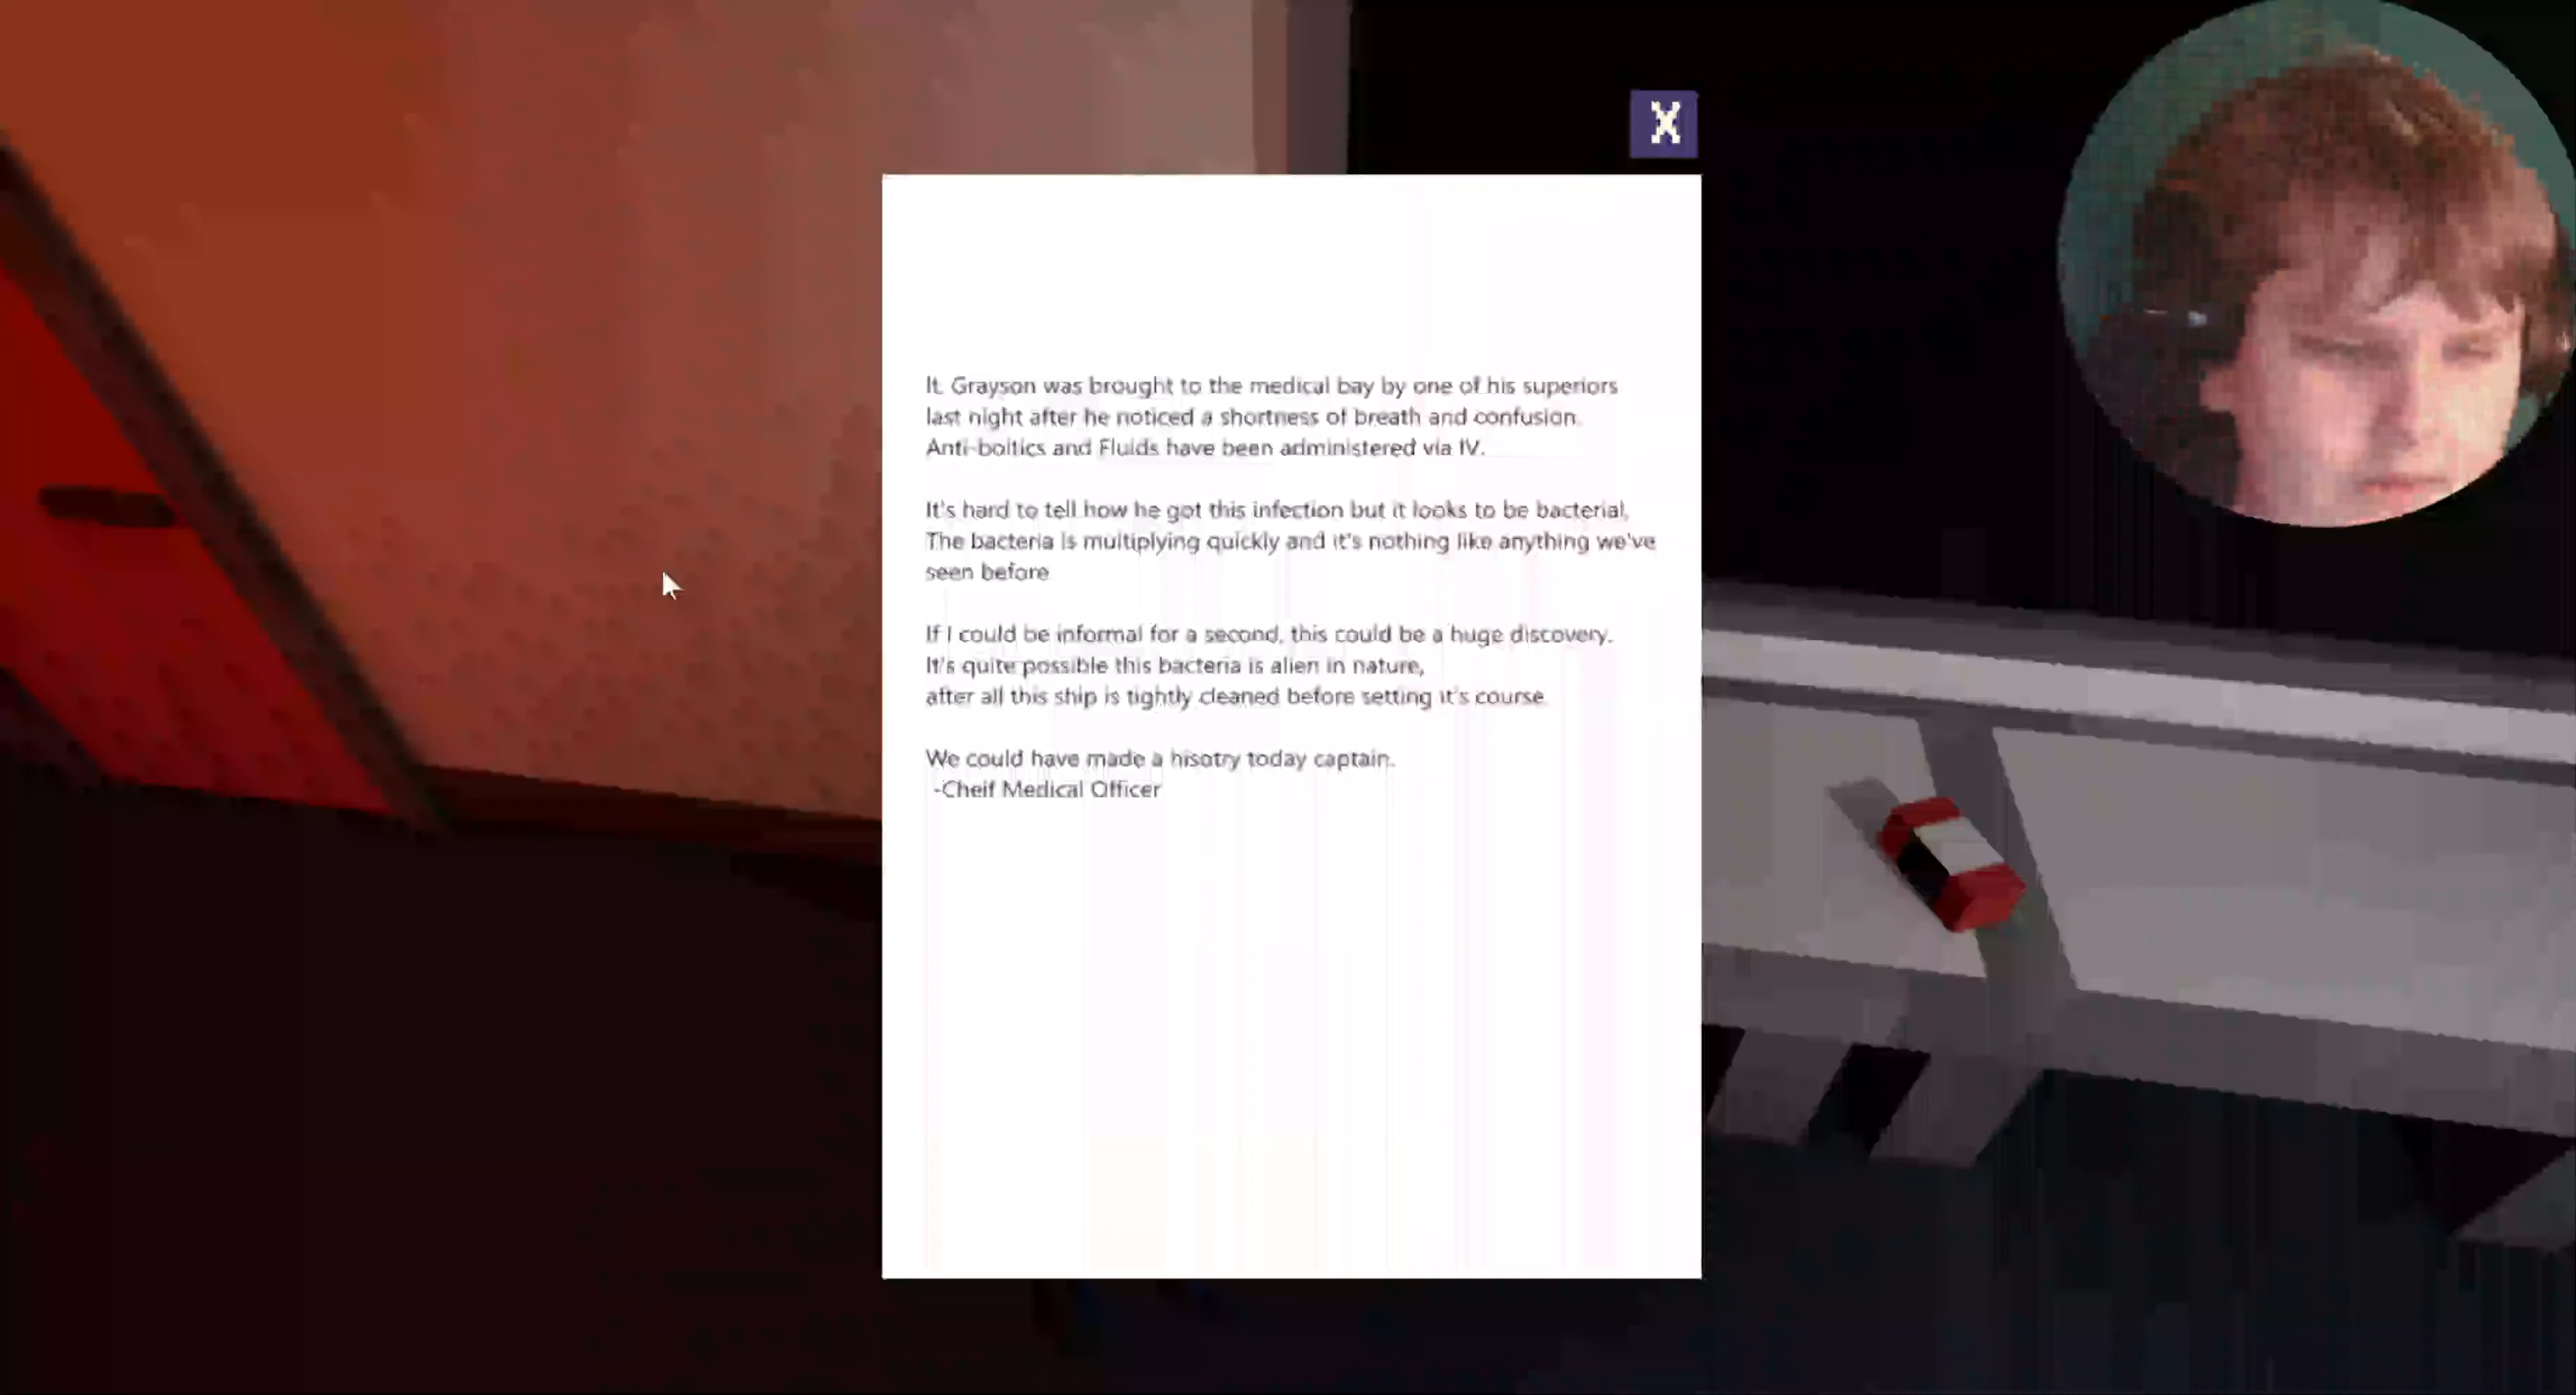 X
lt. Grayson was brought to the medical bay by one of his superiors
last night after he noticed a shortness of breath and confusion.
Anti-boitics and Fluids have been administered via IV.
It's hard to tell how he got this infection but it looks to be bacterial,
The bacteria is multiplying quickly and it's nothing like anything we've
seen before
If I could be informal for a second, this could be a huge discovery.
It's quite possible this bacteria is alien in nature,
after all this ship is tightly cleaned before setting it's course.
We could have made a hisotry today captain.
-Cheif Medical Officer